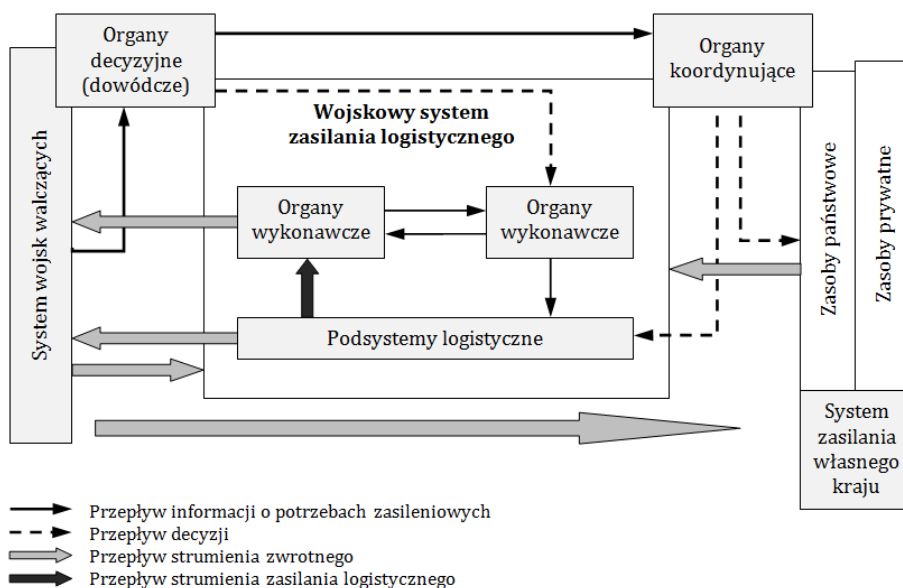 Organy
decyzyjne
(dowódcze)
Organy
koordynujące
Wojskowy system
zasilania logistycznego
System wojsk walczących
Organy
wykonawcze
Organy
wykonawcze
Podsystemy logistyczne
Zasoby państwowe
Zasoby prywatne
System
zasilania
własnego
kraju
Przepływ informacji o potrzebach zasileniowych
Przepływ decyzji
Przepływ strumienia zwrotnego
Przepływ strumienia zasilania logistycznego